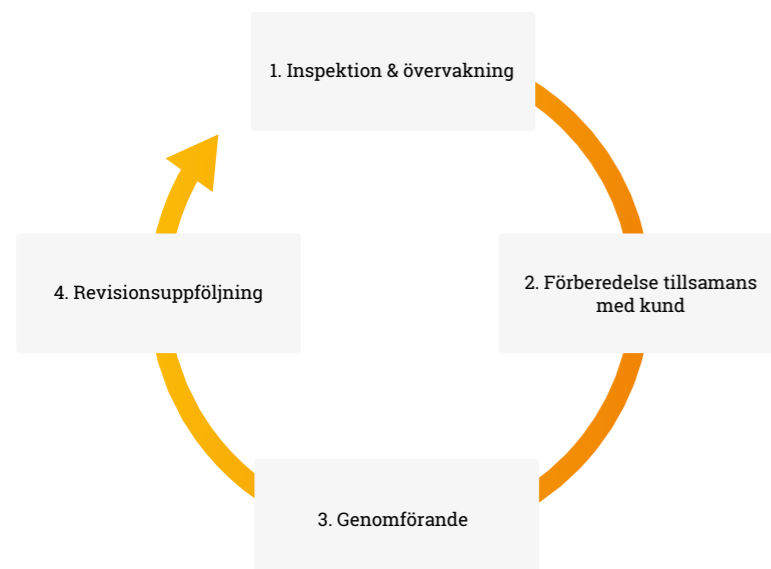 1. Inspektion & övervakning
2. Förberedelse tillsamans
med kund
3. Genomförande
4. Revisionsuppföljning